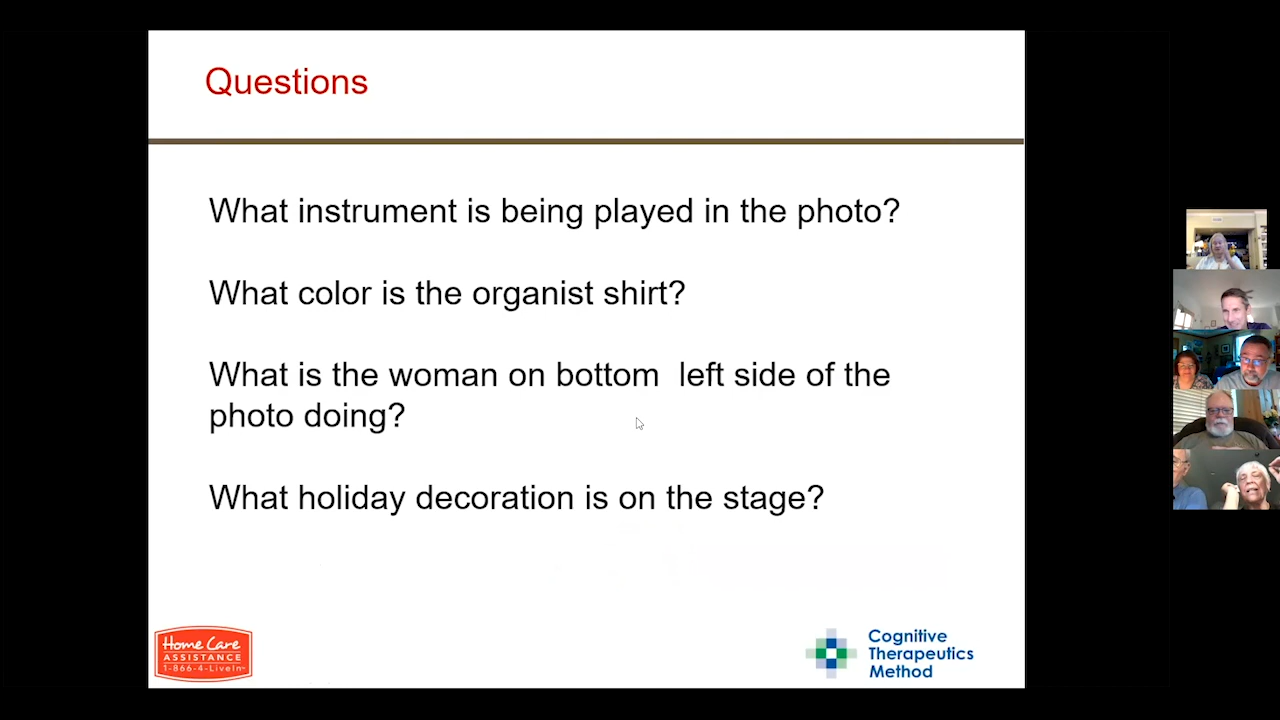 Questions
What instrument is being played in the photo?
What color is the organist shirt?
What is the woman on bottom  left side of the
photo doing?
What holiday decoration is on the stage?
Home Care
ASSISTANCE
1-866-4-LiveIn
Cognitive
Therapeutics
Method